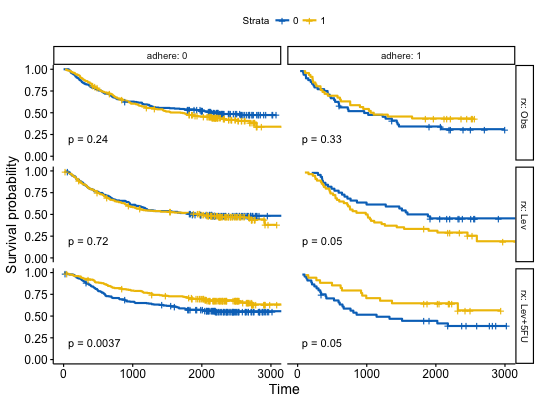 Strata 0 1
adhere: 0 adhere: 1
Survival probability
1.00
0.75
0.50
0.25
0.00
p = 0.24
p = 0.33
rx: Obs
1.00
0.75
0.50
0.25
0.00
p = 0.72
p = 0.05
rx: Lev
1.00
0.75
0.50
0.25
0.00
p = 0.0037
p = 0.05
rx: Lev+5FU
0 1000 2000 3000 0 1000 2000 3000
Time